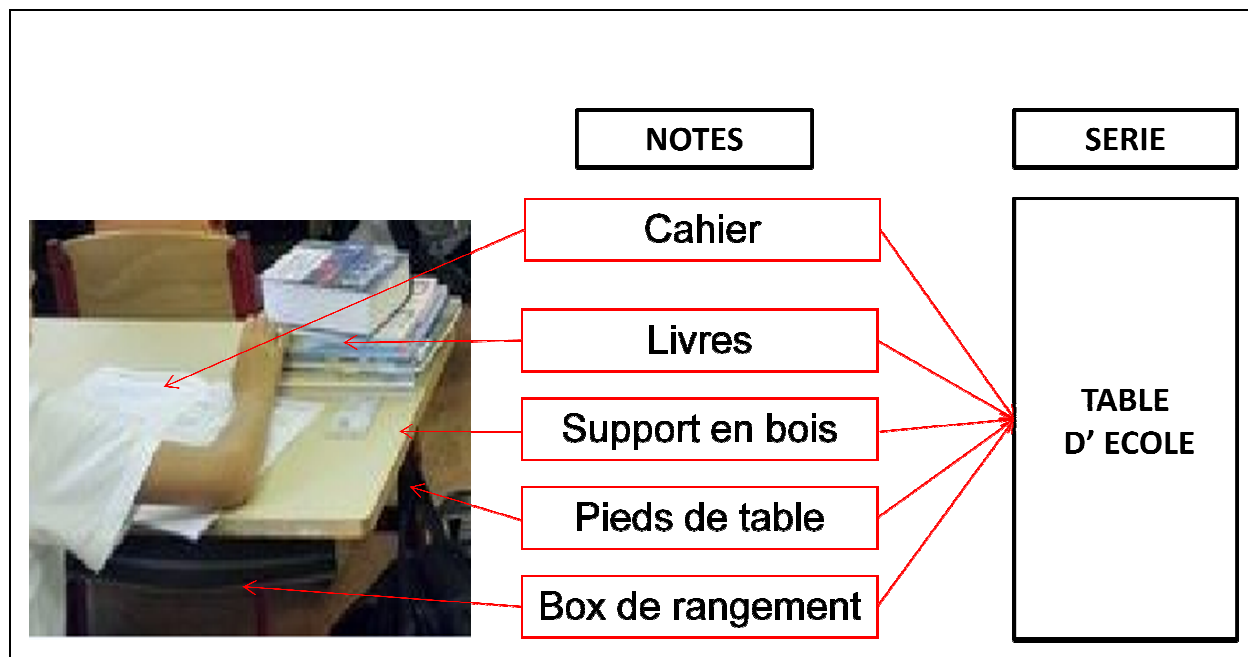 NOTES
SERIE
Cahier
Livres
Support en bois
Pieds de table
Box de rangement
TABLE
D’ ECOLE